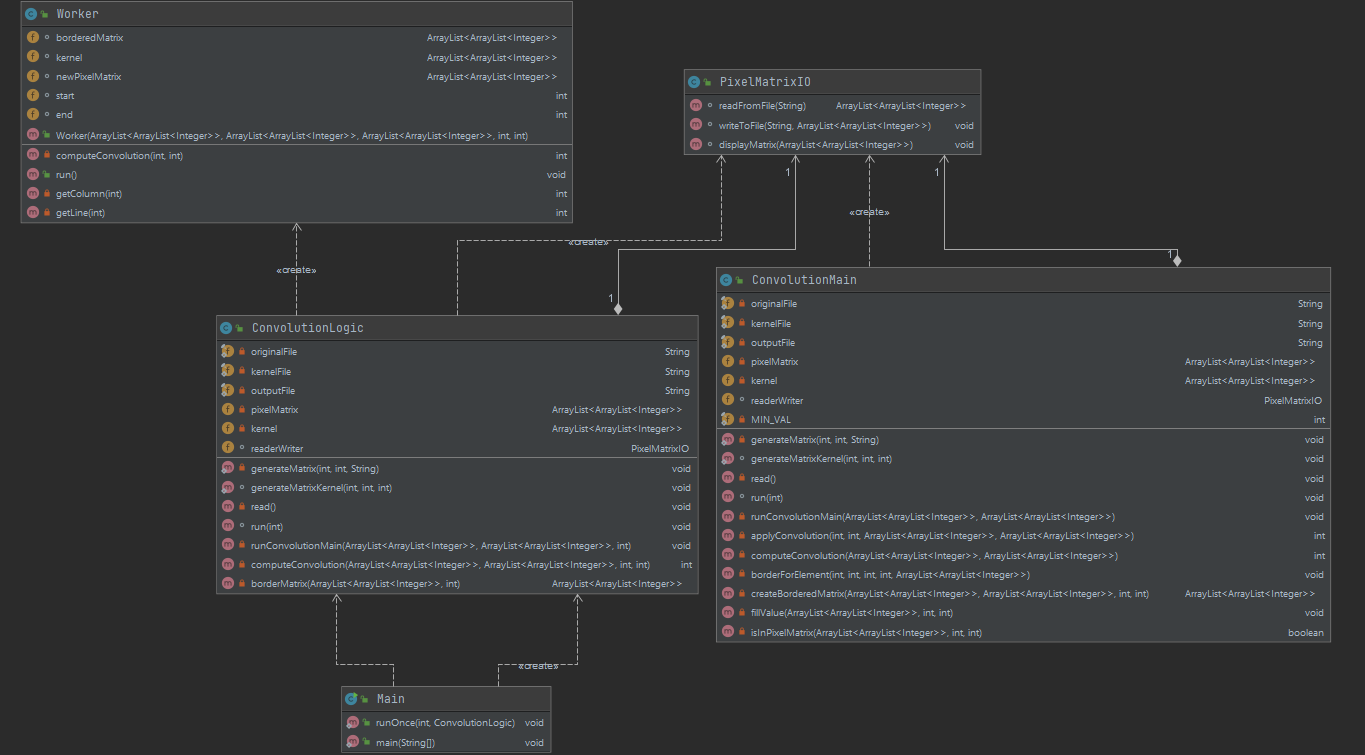 Worker
borderedMatrix ArrayList<ArrayList<Integer>>
kernel ArrayList<ArrayList<Integer>>
newPixelMatrix ArrayList<ArrayList<Integer>>
start int
end int
Worker(ArrayList<ArrayList<Integer>>, ArrayList<ArrayList<Integer>>, ArrayList<ArrayList<Integer>>, int, int)
computeConvolution(int, int) int
run() void
getColumn(int) int
getLine(int) int
PixelMatrixIO
readFromFile(String) ArrayList<ArrayList<Integer>>
writeToFile(String, ArrayList<ArrayList<Integer>>) void
displayMatrix(ArrayList<ArrayList<Integer>>) void
1
1
«create»
«create»
«create»
1
1
ConvolutionLogic
originalFile String
kernelFile String
outputFile String
pixelMatrix ArrayList<ArrayList<Integer>>
kernel ArrayList<ArrayList<Integer>>
readerWriter PixelMatrixIO
generateMatrix(int, int, String) void
generateMatrixKernel(int, int, int) void
read() void
run(int) void
runConvolutionMain(ArrayList<ArrayList<Integer>>, ArrayList<ArrayList<Integer>>, int) void
computeConvolution(ArrayList<ArrayList<Integer>>, ArrayList<ArrayList<Integer>>, int, int) int
borderMatrix(ArrayList<ArrayList<Integer>>, int) ArrayList<ArrayList<Integer>>
ConvolutionMain
originalFile String
kernelFile String
outputFile String
pixelMatrix ArrayList<ArrayList<Integer>>
kernel ArrayList<ArrayList<Integer>>
readerWriter PixelMatrixIO
MIN_VAL int
generateMatrix(int, int, String) void
generateMatrixKernel(int, int, int) void
read() void
run(int) void
runConvolutionMain(ArrayList<ArrayList<Integer>>, ArrayList<ArrayList<Integer>>) void
applyConvolution(int, int, ArrayList<ArrayList<Integer>>, ArrayList<ArrayList<Integer>>) int
computeConvolution(ArrayList<ArrayList<Integer>>, ArrayList<ArrayList<Integer>>) int
borderForElement(int, int, int, int, ArrayList<ArrayList<Integer>>) void
createBorderedMatrix(ArrayList<ArrayList<Integer>>, ArrayList<ArrayList<Integer>>, int, int) ArrayList<ArrayList<Integer>>
fillValue(ArrayList<ArrayList<Integer>>, int, int) void
isInPixelMatrix(ArrayList<ArrayList<Integer>>, int, int) boolean
«create»
Main
runOnce(int, ConvolutionLogic) void
main(String[]) void